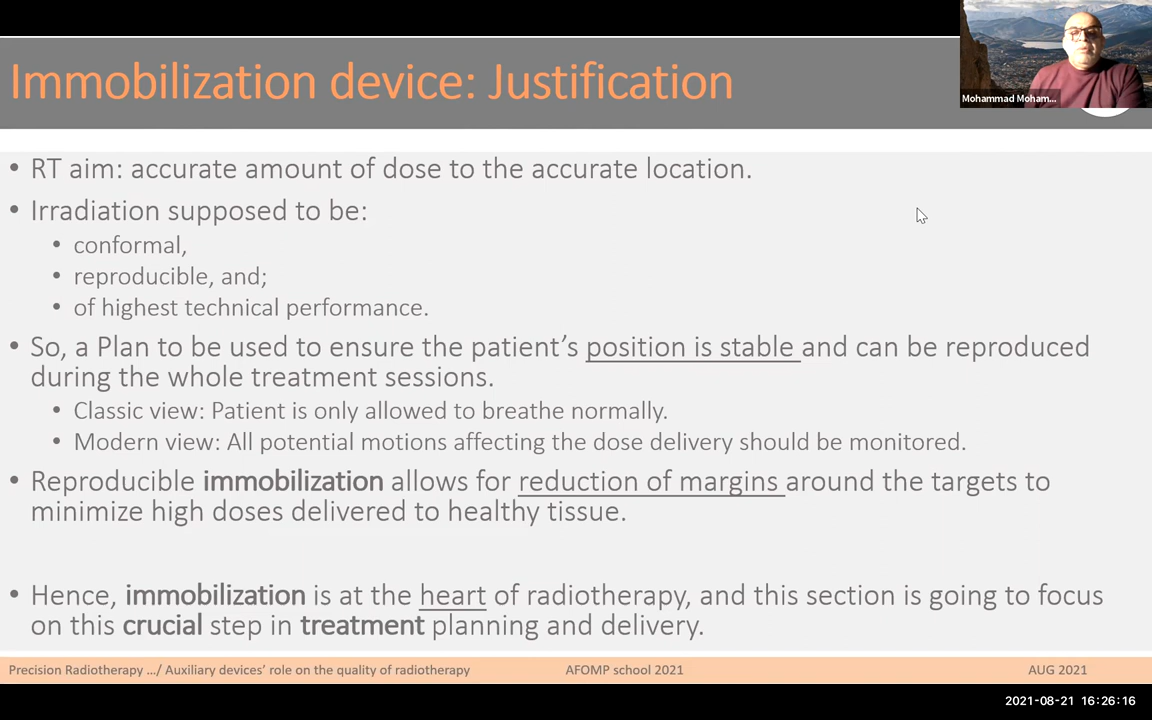 Immobilization device: Justification
Mohammad Moham...
• RT aim: accurate amount of dose to the accurate location.
• Irradiation supposed to be:
• conformal,
• reproducible, and;
• of highest technical performance.
• So, a Plan to be used to ensure the patient's position is stable and can be reproduced
during the whole treatment sessions.
• Classic view: Patient is only allowed to breathe normally.
• Modern view: All potential motions affecting the dose delivery should be monitored.
• Reproducible immobilization allows for reduction of margins around the targets to
minimize high doses delivered to healthy tissue.
• Hence, immobilization is at the heart of radiotherapy, and this section is going to focus
on this crucial step in treatment planning and delivery.
Precision Radiotherapy .../ Auxiliary devices' role on the quality of radiotherapy AFOMP school 2021 AUG 2021
2021-08-21 16:26:16